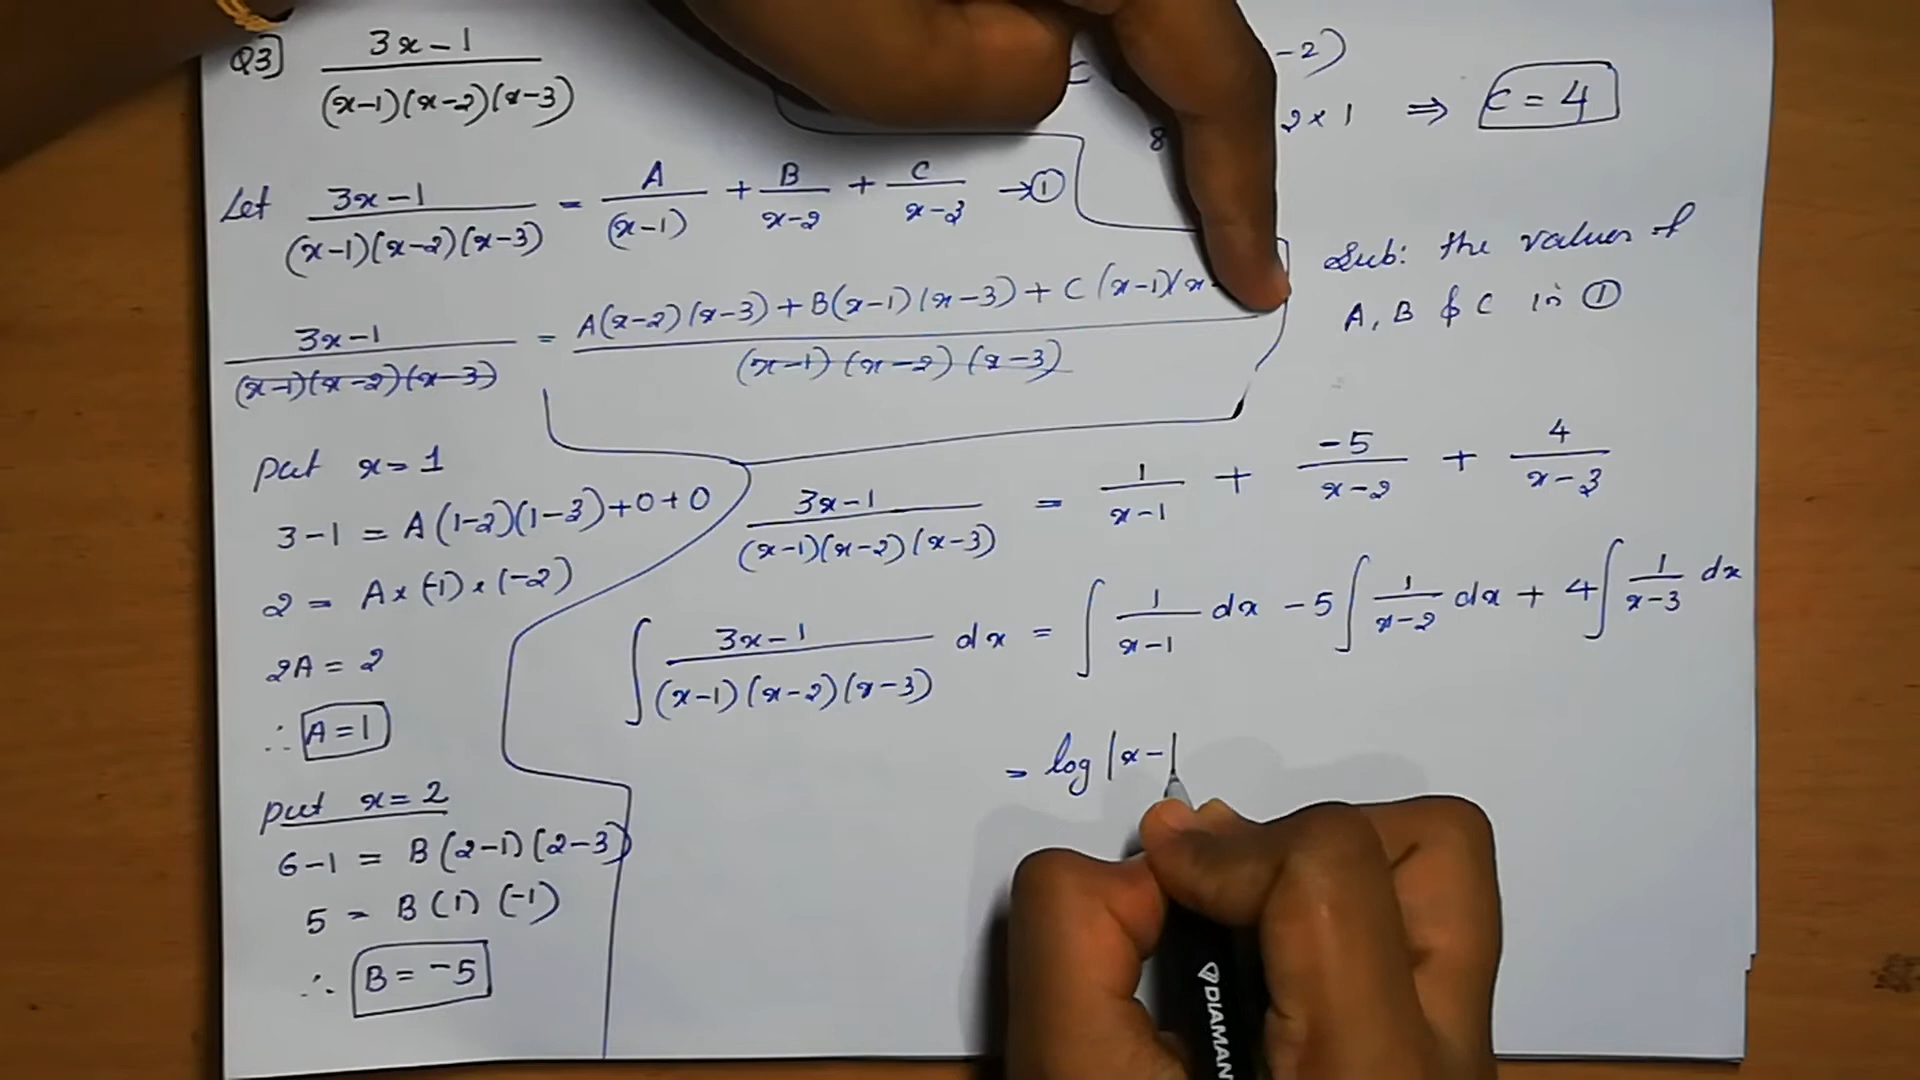 Q3] 3x-1
(x-1)(x-2)(x-3)
Let 3x-1 / (x-1)(x-2)(x-3) = A/(x-1) + B/x-2 + C/x-3 → ①
3x-1 / (x-1)(x-2)(x-3) = A(x-2)(x-3) + B(x-1)(x-3) + C(x-1)(x- / (x-1)(x-2)(x-3)
put x=1
3-1 = A(1-2)(1-3)+0+0
2 = A×(-1)×(-2)
2A = 2
∴ A=1
put x=2
6-1 = B(2-1)(2-3)
5 = B(1)(-1)
∴ B = -5
-2)
8 2×1 ⇒ C = 4
Sub: the values of
A, B & C in ①
3x-1 / (x-1)(x-2)(x-3) = 1/x-1 + -5/x-2 + 4/x-3
∫ 3x-1 / (x-1)(x-2)(x-3) dx = ∫ 1/x-1 dx - 5∫ 1/x-2 dx + 4∫ 1/x-3 dx
= log |x-1
DIAMAN